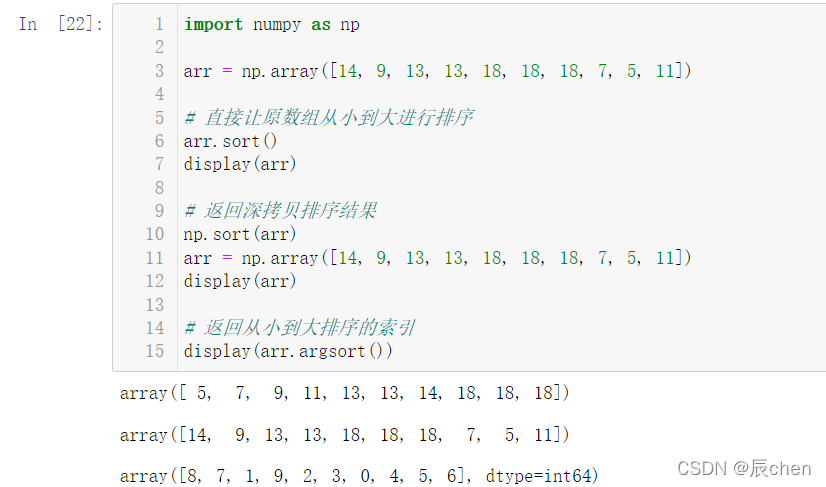 In [22]:
1 import numpy as np
2
3 arr = np.array([14, 9, 13, 13, 18, 18, 18, 7, 5, 11])
4
5 # 直接让原数组从小到大进行排序
6 arr.sort()
7 display(arr)
8
9 # 返回深拷贝排序结果
10 np.sort(arr)
11 arr = np.array([14, 9, 13, 13, 18, 18, 18, 7, 5, 11])
12 display(arr)
13
14 # 返回从小到大排序的索引
15 display(arr.argsort())
array([ 5,  7,  9, 11, 13, 13, 14, 18, 18, 18])
array([14,  9, 13, 13, 18, 18, 18,  7,  5, 11])
array([8, 7, 1, 9, 2, 3, 0, 4, 5, 6], dtype=int64)
CSDN @辰chen